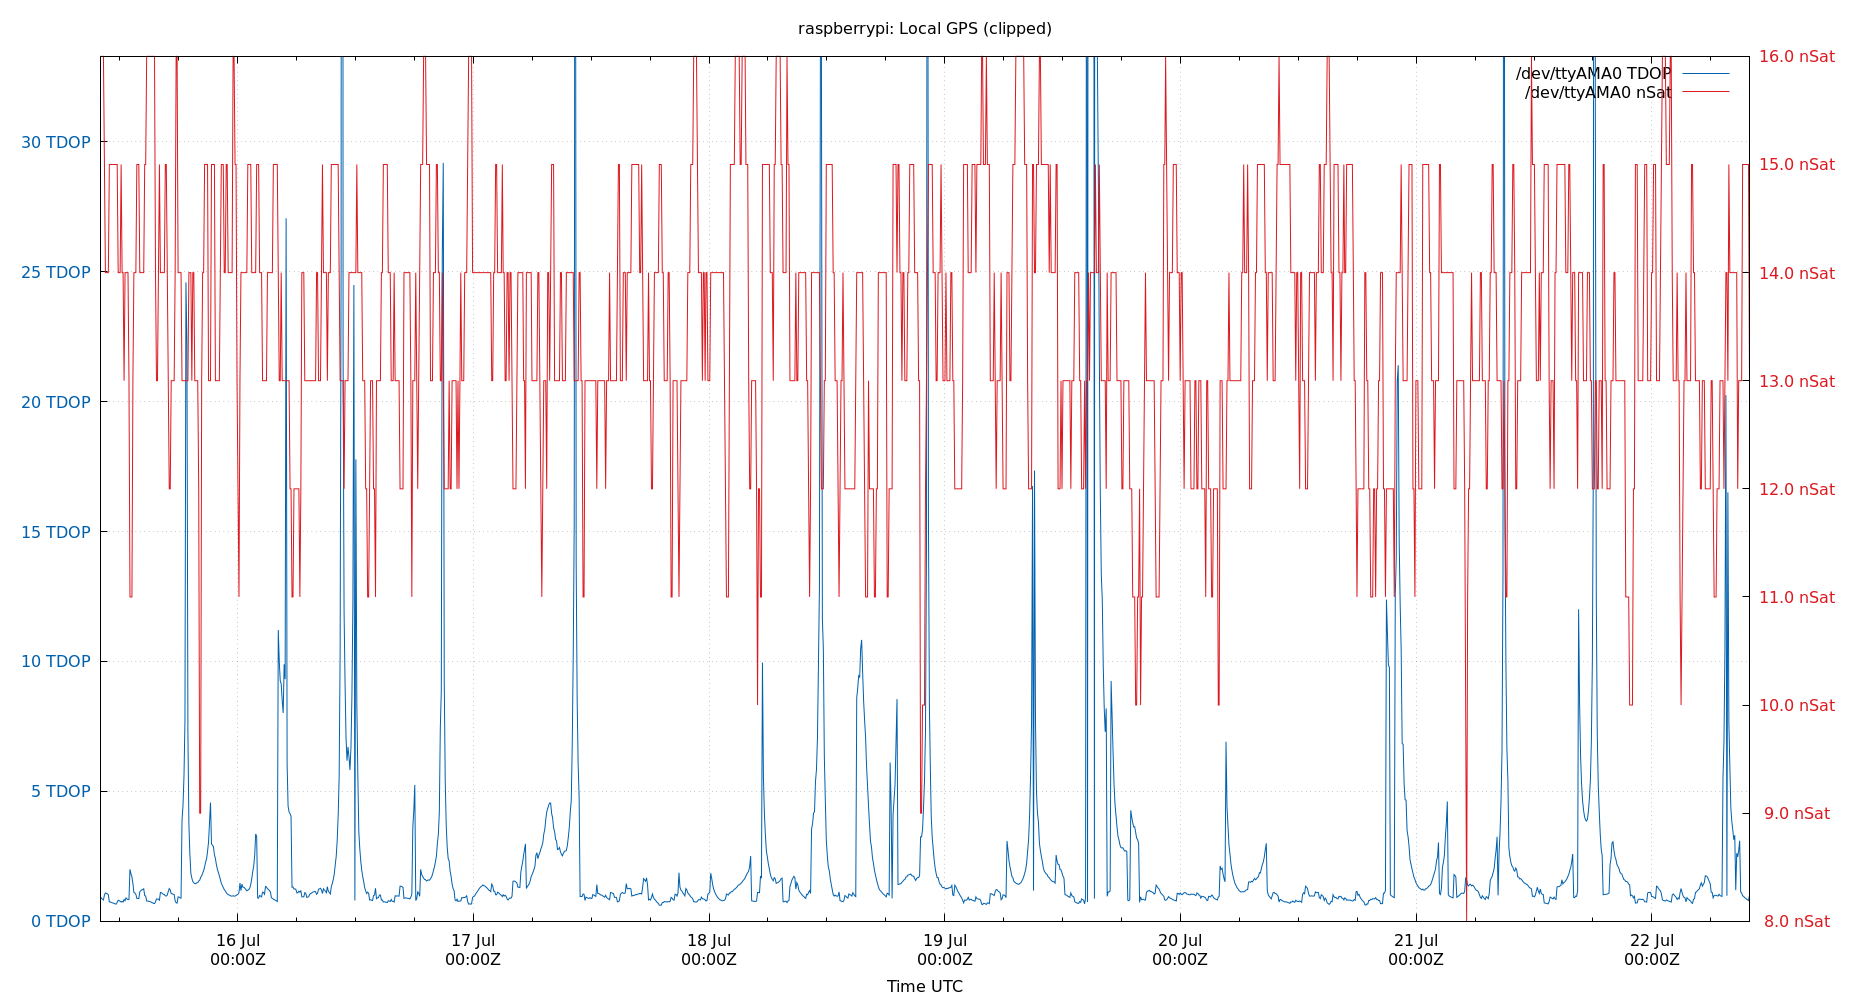 raspberrypi: Local GPS (clipped)
/dev/ttyAMA0 TDOP
/dev/ttyAMA0 nSat
30 TDOP
25 TDOP
20 TDOP
15 TDOP
10 TDOP
5 TDOP
0 TDOP
16.0 nSat
15.0 nSat
14.0 nSat
13.0 nSat
12.0 nSat
11.0 nSat
10.0 nSat
9.0 nSat
8.0 nSat
16 Jul
00:00Z
17 Jul
00:00Z
18 Jul
00:00Z
19 Jul
00:00Z
20 Jul
00:00Z
21 Jul
00:00Z
22 Jul
00:00Z
Time UTC